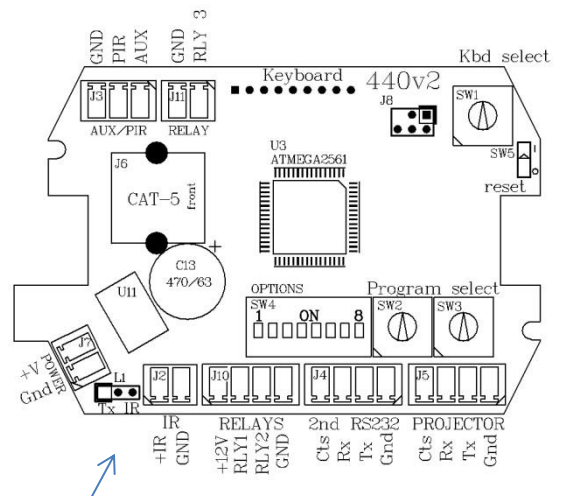 GND PIR AUX
GND RLY 3
Kbd select
Keyboard
440v2
J3
J11
J8
SW1
AUX/PIR
RELAY
U3
ATMEGA2561
J6
SW5
I
O
reset
CAT-5
front
+
C13
470/63
U11
OPTIONS
Program select
SW4
SW2
SW3
1 ON 8
J7
POWER
+V
Gnd
L1
Tx IR
J2
J10
J4
J5
IR
RELAYS
2nd RS232
PROJECTOR
+IR GND
+12V RLY1 RLY2 GND
Cts Rx Tx Gnd
Cts Rx Tx Gnd